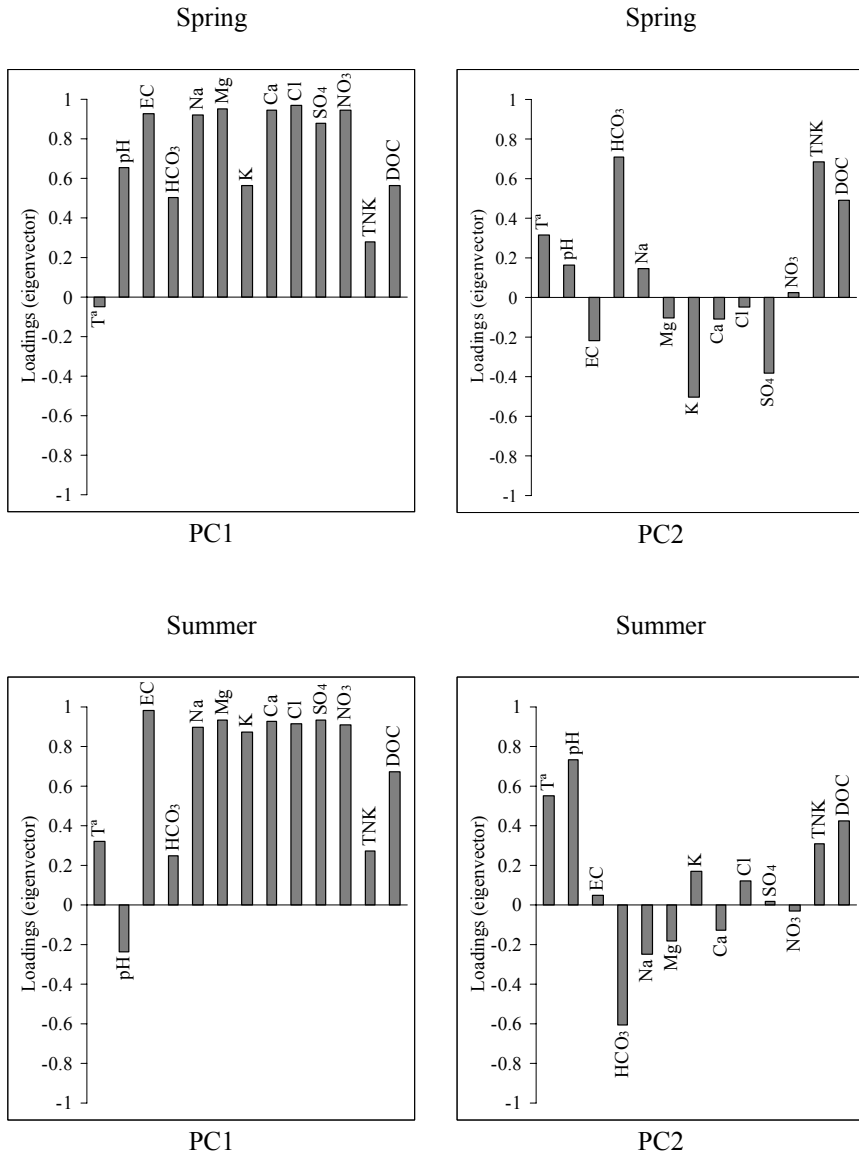 Spring
Spring
Loadings (eigenvector)
1
0.8
0.6
0.4
0.2
0
-0.2
-0.4
-0.6
-0.8
-1
Tª
pH
EC
HCO₃
Na
Mg
K
Ca
Cl
SO₄
NO₃
TNK
DOC
PC1
Loadings (eigenvector)
1
0.8
0.6
0.4
0.2
0
-0.2
-0.4
-0.6
-0.8
-1
Tª
pH
EC
HCO₃
Na
Mg
K
Ca
Cl
SO₄
NO₃
TNK
DOC
PC2
Summer
Summer
Loadings (eigenvector)
1
0.8
0.6
0.4
0.2
0
-0.2
-0.4
-0.6
-0.8
-1
Tª
pH
EC
HCO₃
Na
Mg
K
Ca
Cl
SO₄
NO₃
TNK
DOC
PC1
Loadings (eigenvector)
1
0.8
0.6
0.4
0.2
0
-0.2
-0.4
-0.6
-0.8
-1
Tª
pH
EC
HCO₃
Na
Mg
K
Ca
Cl
SO₄
NO₃
TNK
DOC
PC2